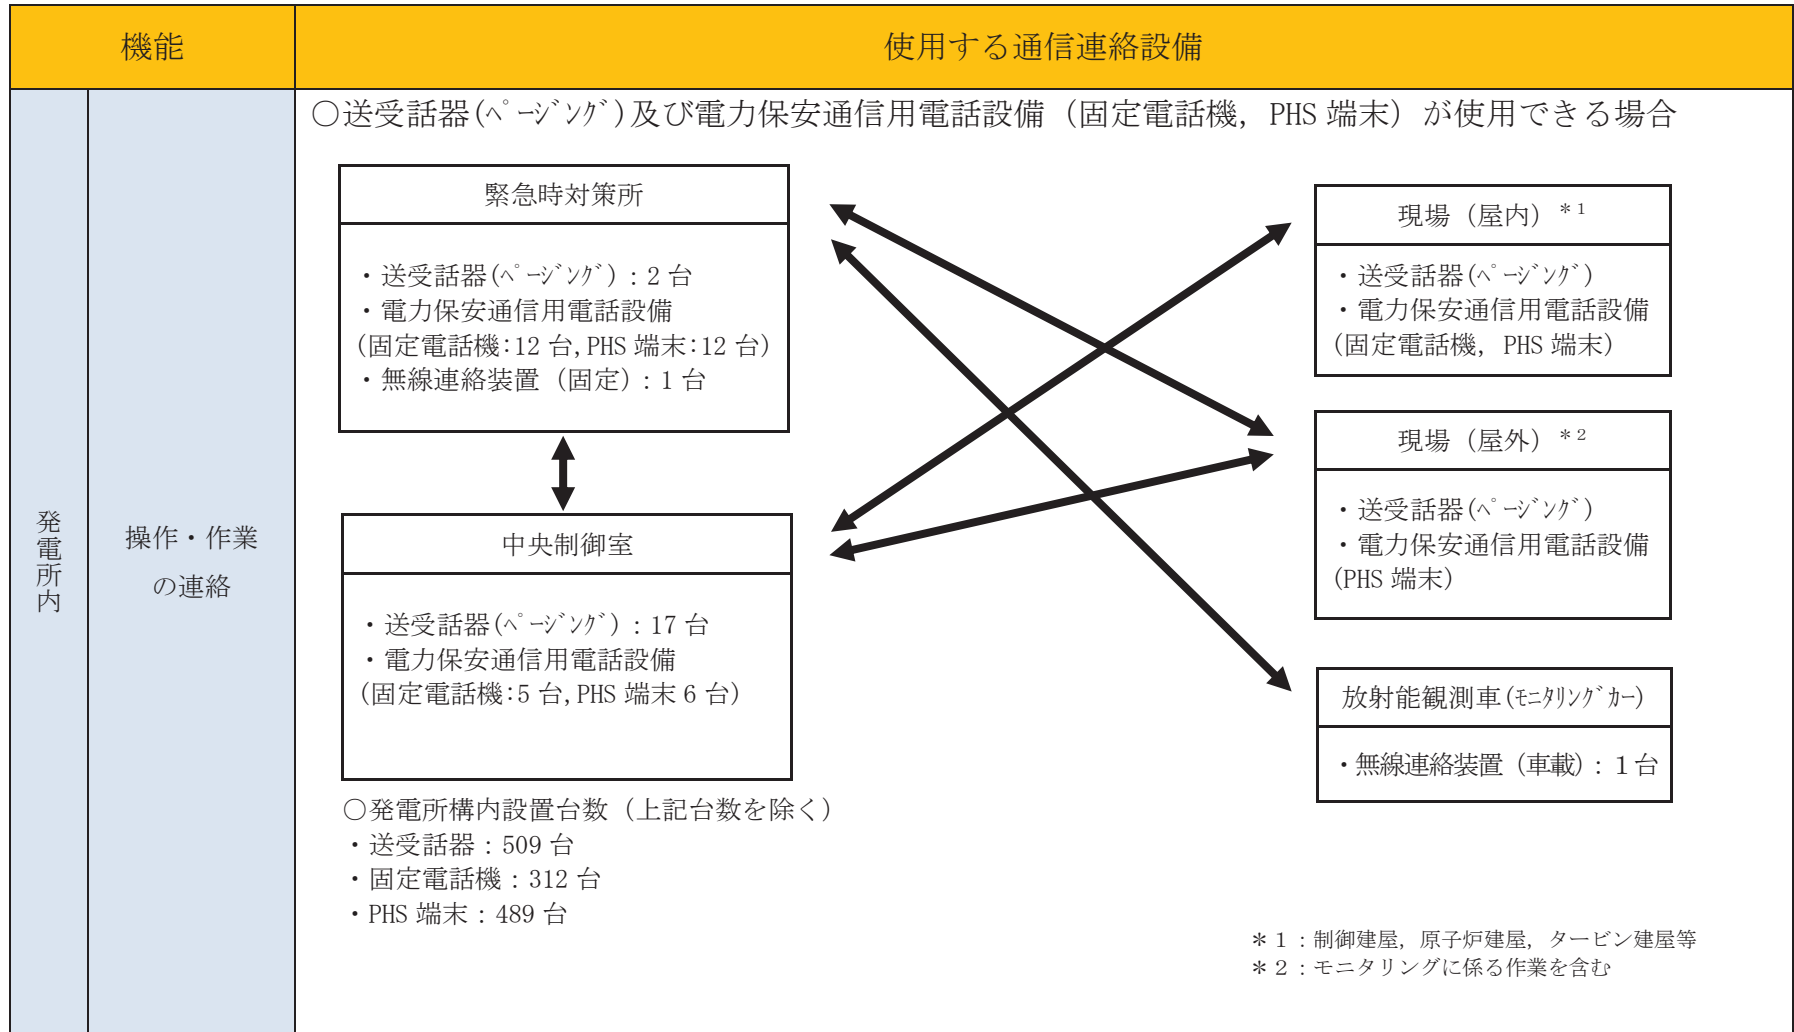 機能
使用する通信連絡設備
発電所内
操作・作業
の連絡
○送受話器(ﾍﾟｰｼﾞﾝｸﾞ)及び電力保安通信用電話設備（固定電話機，PHS 端末）が使用できる場合
緊急時対策所
・送受話器(ﾍﾟｰｼﾞﾝｸﾞ)：2 台
・電力保安通信用電話設備
(固定電話機:12 台,PHS 端末:12 台)
・無線連絡装置（固定）：1 台
中央制御室
・送受話器(ﾍﾟｰｼﾞﾝｸﾞ)：17 台
・電力保安通信用電話設備
(固定電話機:5 台,PHS 端末 6 台)
○発電所構内設置台数（上記台数を除く）
・送受話器：509 台
・固定電話機：312 台
・PHS 端末：489 台
現場（屋内）＊1
・送受話器(ﾍﾟｰｼﾞﾝｸﾞ)
・電力保安通信用電話設備
(固定電話機，PHS 端末)
現場（屋外）＊2
・送受話器(ﾍﾟｰｼﾞﾝｸﾞ)
・電力保安通信用電話設備
(PHS 端末)
放射能観測車(ﾓﾆﾀﾘﾝｸﾞｶｰ)
・無線連絡装置（車載）：１台
＊１：制御建屋，原子炉建屋，タービン建屋等
＊２：モニタリングに係る作業を含む